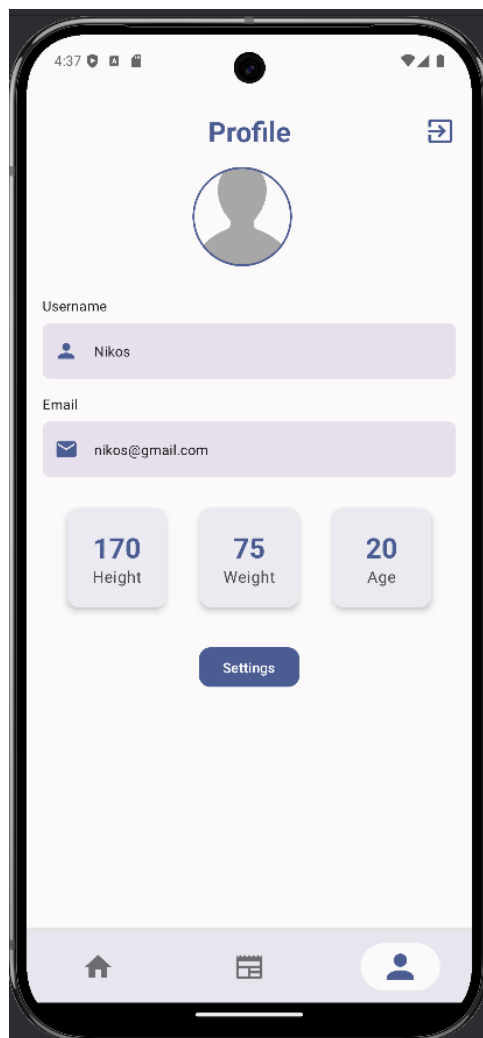 4:37
Profile
Username
Nikos
Email
nikos@gmail.com
170 75 20
Height Weight Age
Settings